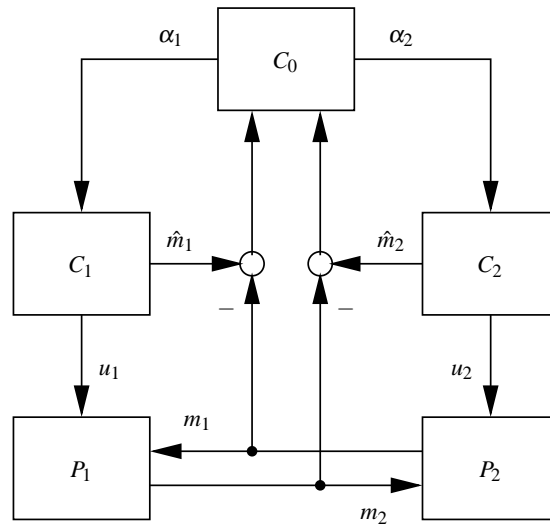 α₁ C₀ α₂
C₁ m̂₁ m̂₂ C₂
− −
u₁ u₂
m₁
P₁ P₂
m₂